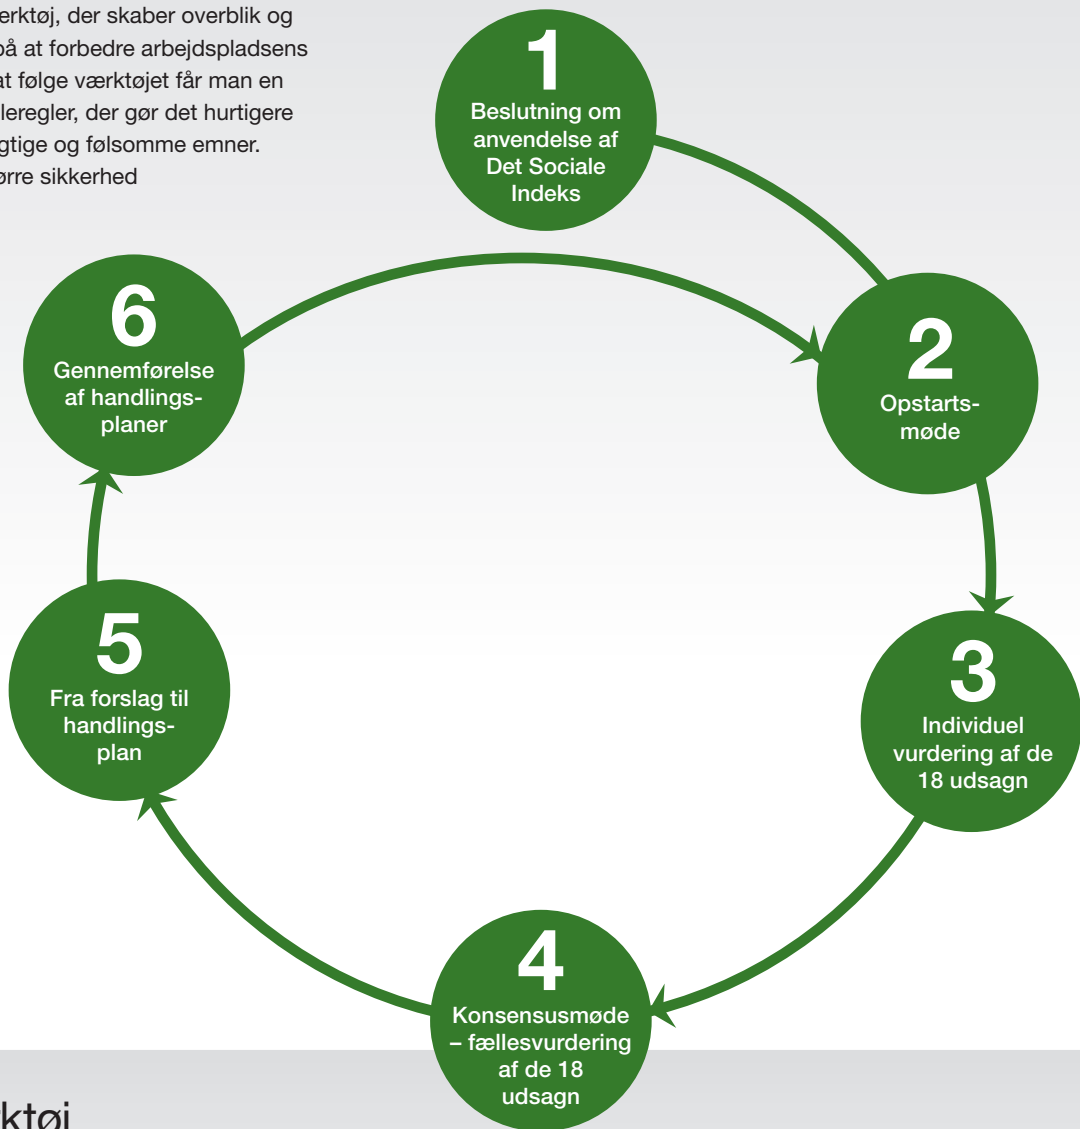 erktøj, der skaber overblik og
på at forbedre arbejdspladsens
at følge værktøjet får man en
lleregler, der gør det hurtigere
gtige og følsomme emner.
ørre sikkerhed
1
Beslutning om
anvendelse af
Det Sociale
Indeks
2
Opstarts-
møde
3
Individuel
vurdering af de
18 udsagn
4
Konsensusmøde
– fællesvurdering
af de 18
udsagn
5
Fra forslag til
handlings-
plan
6
Gennemførelse
af handlings-
planer
ktøj